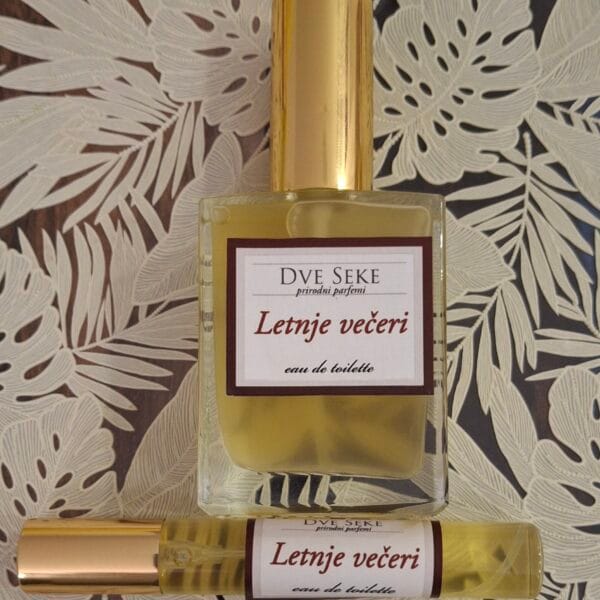 DVE SEKE
prirodni parfemi
Letnje večeri
eau de toilette
DVE SEKE
prirodni parfemi
Letnje večeri
eau de toilette